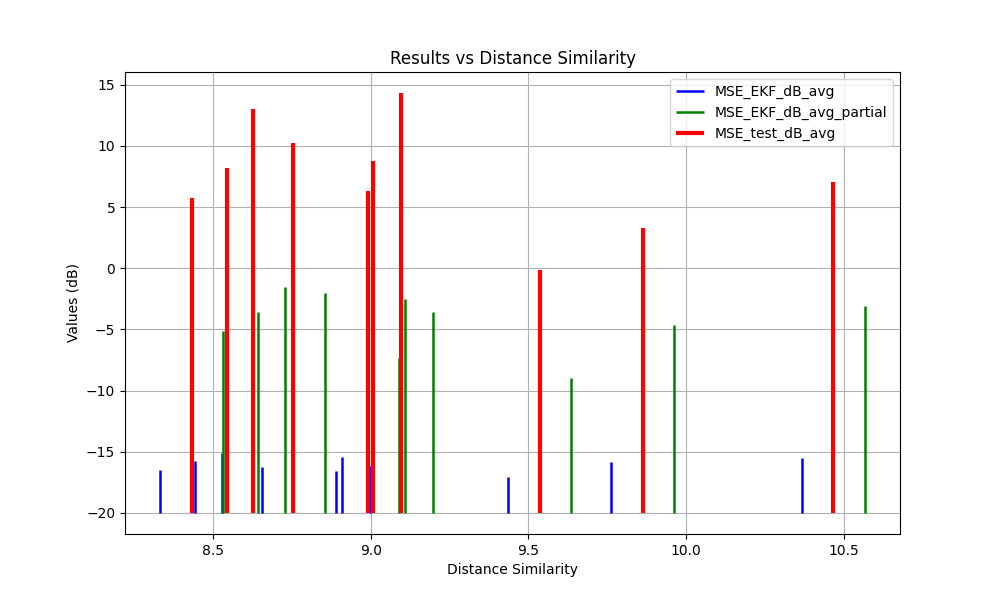 Results vs Distance Similarity
MSE_EKF_dB_avg
MSE_EKF_dB_avg_partial
MSE_test_dB_avg
Values (dB)
15
10
5
0
−5
−10
−15
−20
8.5
9.0
9.5
10.0
10.5
Distance Similarity